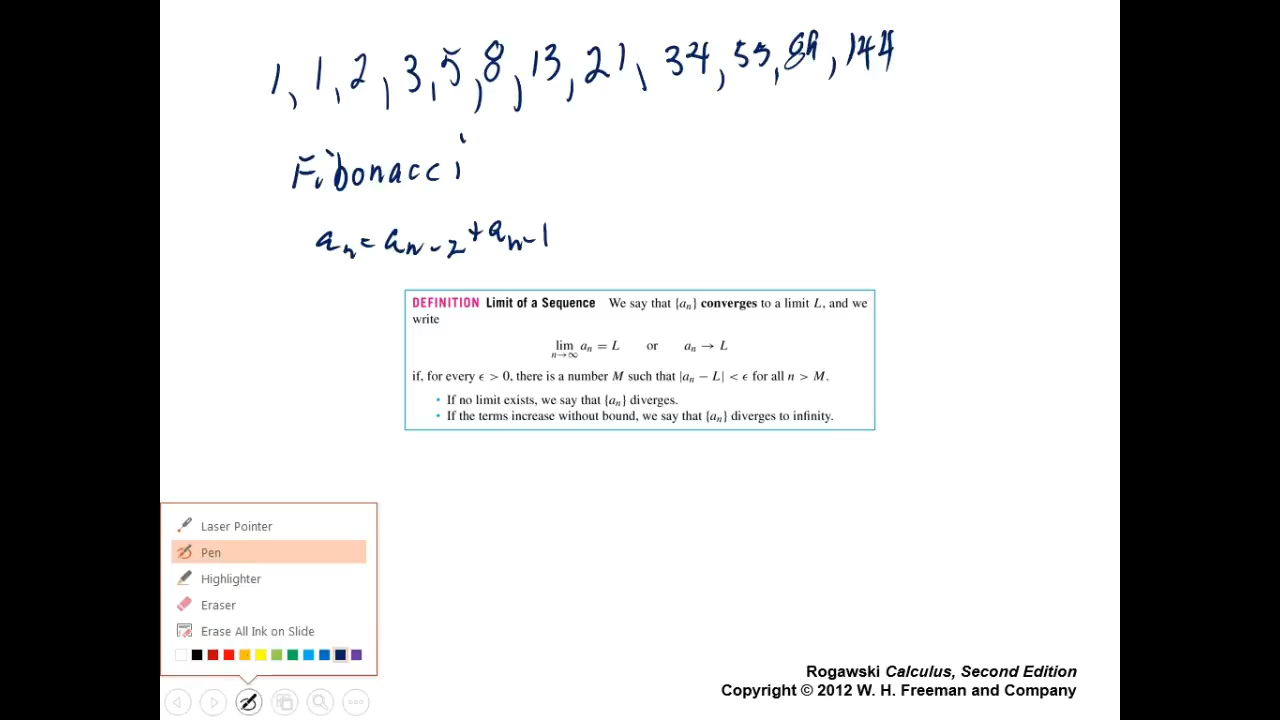 1, 1, 2, 3, 5, 8, 13, 21, 34, 55, 89, 144
Fibonacci
aₙ = aₙ₋₂ + aₙ₋₁
DEFINITION Limit of a Sequence We say that {aₙ} converges to a limit L, and we
write
lim n→∞ aₙ = L or aₙ → L
if, for every ϵ > 0, there is a number M such that |aₙ − L| < ϵ for all n > M.
• If no limit exists, we say that {aₙ} diverges.
• If the terms increase without bound, we say that {aₙ} diverges to infinity.
Laser Pointer
Pen
Highlighter
Eraser
Erase All Ink on Slide
Rogawski Calculus, Second Edition
Copyright © 2012 W. H. Freeman and Company